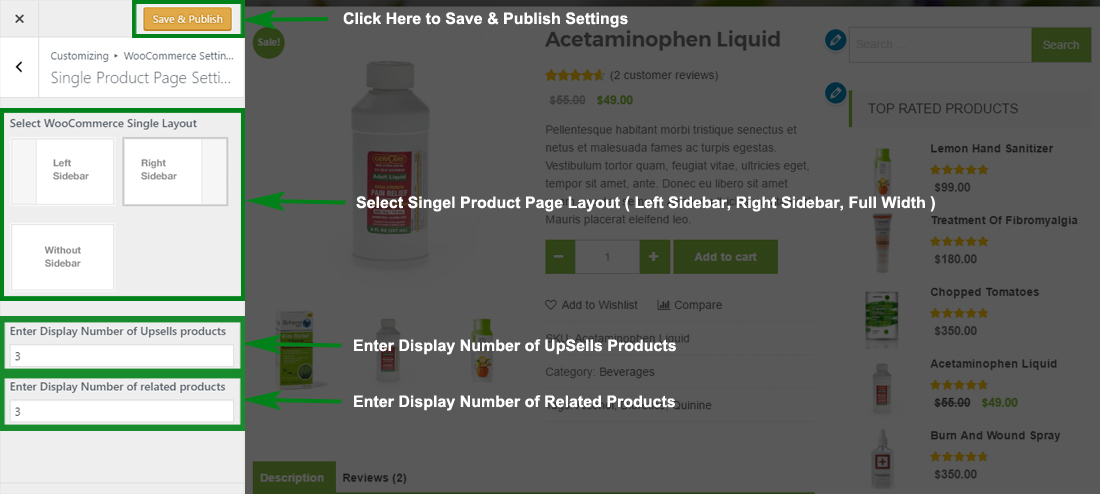 Save & Publish
Click Here to Save & Publish Settings
Customizing ▸ WooCommerce Settin...
Single Product Page Setti...
Select WooCommerce Single Layout
Left
Sidebar
Right
Sidebar
Without
Sidebar
Select Singel Product Page Layout ( Left Sidebar, Right Sidebar, Full Width )
Enter Display Number of Upsells products
3
Enter Display Number of UpSells Products
Enter Display Number of related products
3
Enter Display Number of Related Products
Sale!
Acetaminophen Liquid
(2 customer reviews)
$55.00 $49.00
Pellentesque habitant morbi tristique senectus et
netus et malesuada fames ac turpis egestas.
Vestibulum tortor quam, feugiat vitae, ultricies eget,
tempor sit amet, ante. Donec eu libero sit amet
Mauris placerat eleifend leo.
Adult Liquid
PAIN RELIEF
− 1 +
Add to cart
Add to Wishlist
Compare
SKU: Acetaminophen Liquid
Category: Beverages
Tags: Alcohol, Diabetics, Quinine
Description
Reviews (2)
Search
Search
TOP RATED PRODUCTS
Lemon Hand Sanitizer
$99.00
Treatment Of Fibromyalgia
$180.00
Chopped Tomatoes
$350.00
Acetaminophen Liquid
$55.00 $49.00
Burn And Wound Spray
$350.00